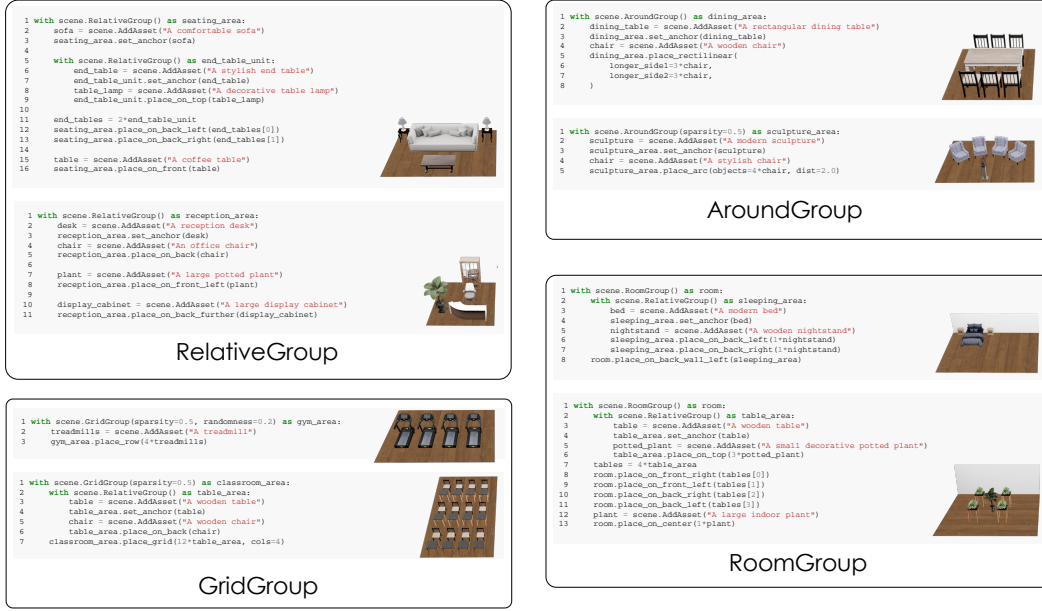 1 with scene.RelativeGroup() as seating_area:
2     sofa = scene.AddAsset("A comfortable sofa")
3     seating_area.set_anchor(sofa)
4
5     with scene.RelativeGroup() as end_table_unit:
6         end_table = scene.AddAsset("A stylish end table")
7         end_table_unit.set_anchor(end_table)
8         table_lamp = scene.AddAsset("A decorative table lamp")
9         end_table_unit.place_on_top(table_lamp)
10
11     end_tables = 2*end_table_unit
12     seating_area.place_on_back_left(end_tables[0])
13     seating_area.place_on_back_right(end_tables[1])
14
15     table = scene.AddAsset("A coffee table")
16     seating_area.place_on_front(table)
1 with scene.RelativeGroup() as reception_area:
2     desk = scene.AddAsset("A reception desk")
3     reception_area.set_anchor(desk)
4     chair = scene.AddAsset("An office chair")
5     reception_area.place_on_back(chair)
6
7     plant = scene.AddAsset("A large potted plant")
8     reception_area.place_on_front_left(plant)
9
10     display_cabinet = scene.AddAsset("A large display cabinet")
11     reception_area.place_on_back_further(display_cabinet)
RelativeGroup
1 with scene.GridGroup(sparsity=0.5, randomness=0.2) as gym_area:
2     treadmills = scene.AddAsset("A treadmill")
3     gym_area.place_row(4*treadmills)
1 with scene.GridGroup(sparsity=0.5) as classroom_area:
2     with scene.RelativeGroup() as table_area:
3         table = scene.AddAsset("A wooden table")
4         table_area.set_anchor(table)
5         chair = scene.AddAsset("A wooden chair")
6         table_area.place_on_back(chair)
7     classroom_area.place_grid(12*table_area, cols=4)
GridGroup
1 with scene.AroundGroup() as dining_area:
2     dining_table = scene.AddAsset("A rectangular dining table")
3     dining_area.set_anchor(dining_table)
4     chair = scene.AddAsset("A wooden chair")
5     dining_area.place_rectilinear(
6         longer_side1=3*chair,
7         longer_side2=3*chair,
8     )
1 with scene.AroundGroup(sparsity=0.5) as sculpture_area:
2     sculpture = scene.AddAsset("A modern sculpture")
3     sculpture_area.set_anchor(sculpture)
4     chair = scene.AddAsset("A stylish chair")
5     sculpture_area.place_arc(objects=4*chair, dist=2.0)
AroundGroup
1 with scene.RoomGroup() as room:
2     with scene.RelativeGroup() as sleeping_area:
3         bed = scene.AddAsset("A modern bed")
4         sleeping_area.set_anchor(bed)
5         nightstand = scene.AddAsset("A wooden nightstand")
6         sleeping_area.place_on_back_left(1*nightstand)
7         sleeping_area.place_on_back_right(1*nightstand)
8     room.place_on_back_wall_left(sleeping_area)
1 with scene.RoomGroup() as room:
2     with scene.RelativeGroup() as table_area:
3         table = scene.AddAsset("A wooden table")
4         table_area.set_anchor(table)
5         potted_plant = scene.AddAsset("A small decorative potted plant")
6         table_area.place_on_top(3*potted_plant)
7     tables = 4*table_area
8     room.place_on_front_right(tables[0])
9     room.place_on_front_left(tables[1])
10     room.place_on_back_right(tables[2])
11     room.place_on_back_left(tables[3])
12     plant = scene.AddAsset("A large indoor plant")
13     room.place_on_center(1*plant)
RoomGroup